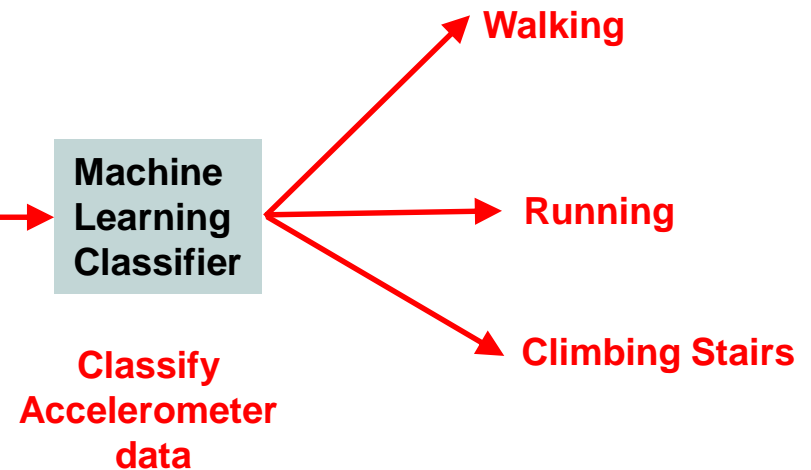 Walking
Machine
Learning
Classifier
Running
Climbing Stairs
Classify
Accelerometer
data